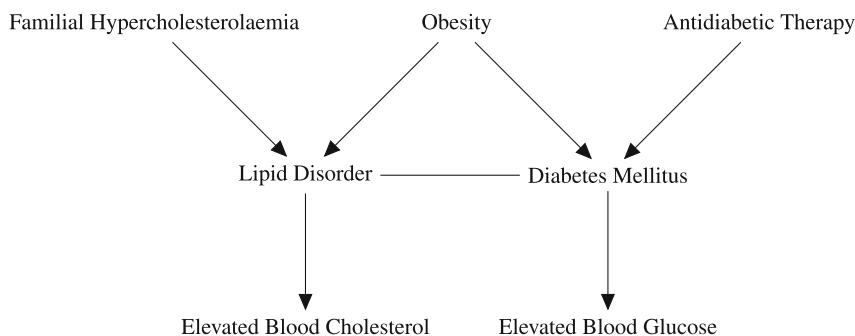 Familial Hypercholesterolaemia
Obesity
Antidiabetic Therapy
Lipid Disorder
Diabetes Mellitus
Elevated Blood Cholesterol
Elevated Blood Glucose